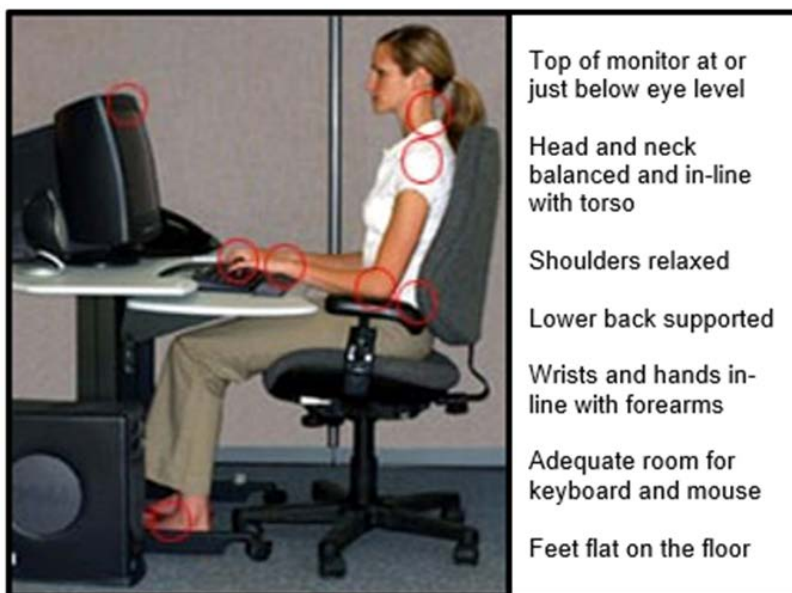 Top of monitor at or
just below eye level
Head and neck
balanced and in-line
with torso
Shoulders relaxed
Lower back supported
Wrists and hands in-
line with forearms
Adequate room for
keyboard and mouse
Feet flat on the floor